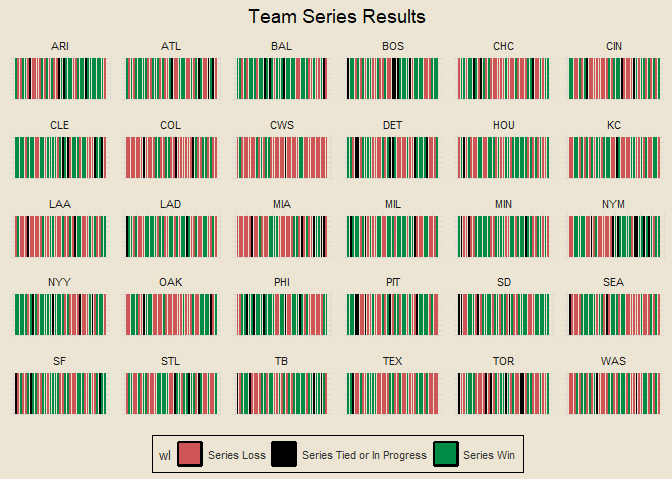 Team Series Results
ARI ATL BAL BOS CHC CIN
CLE COL CWS DET HOU KC
LAA LAD MIA MIL MIN NYM
NYY OAK PHI PIT SD SEA
SF STL TB TEX TOR WAS
wl Series Loss Series Tied or In Progress Series Win